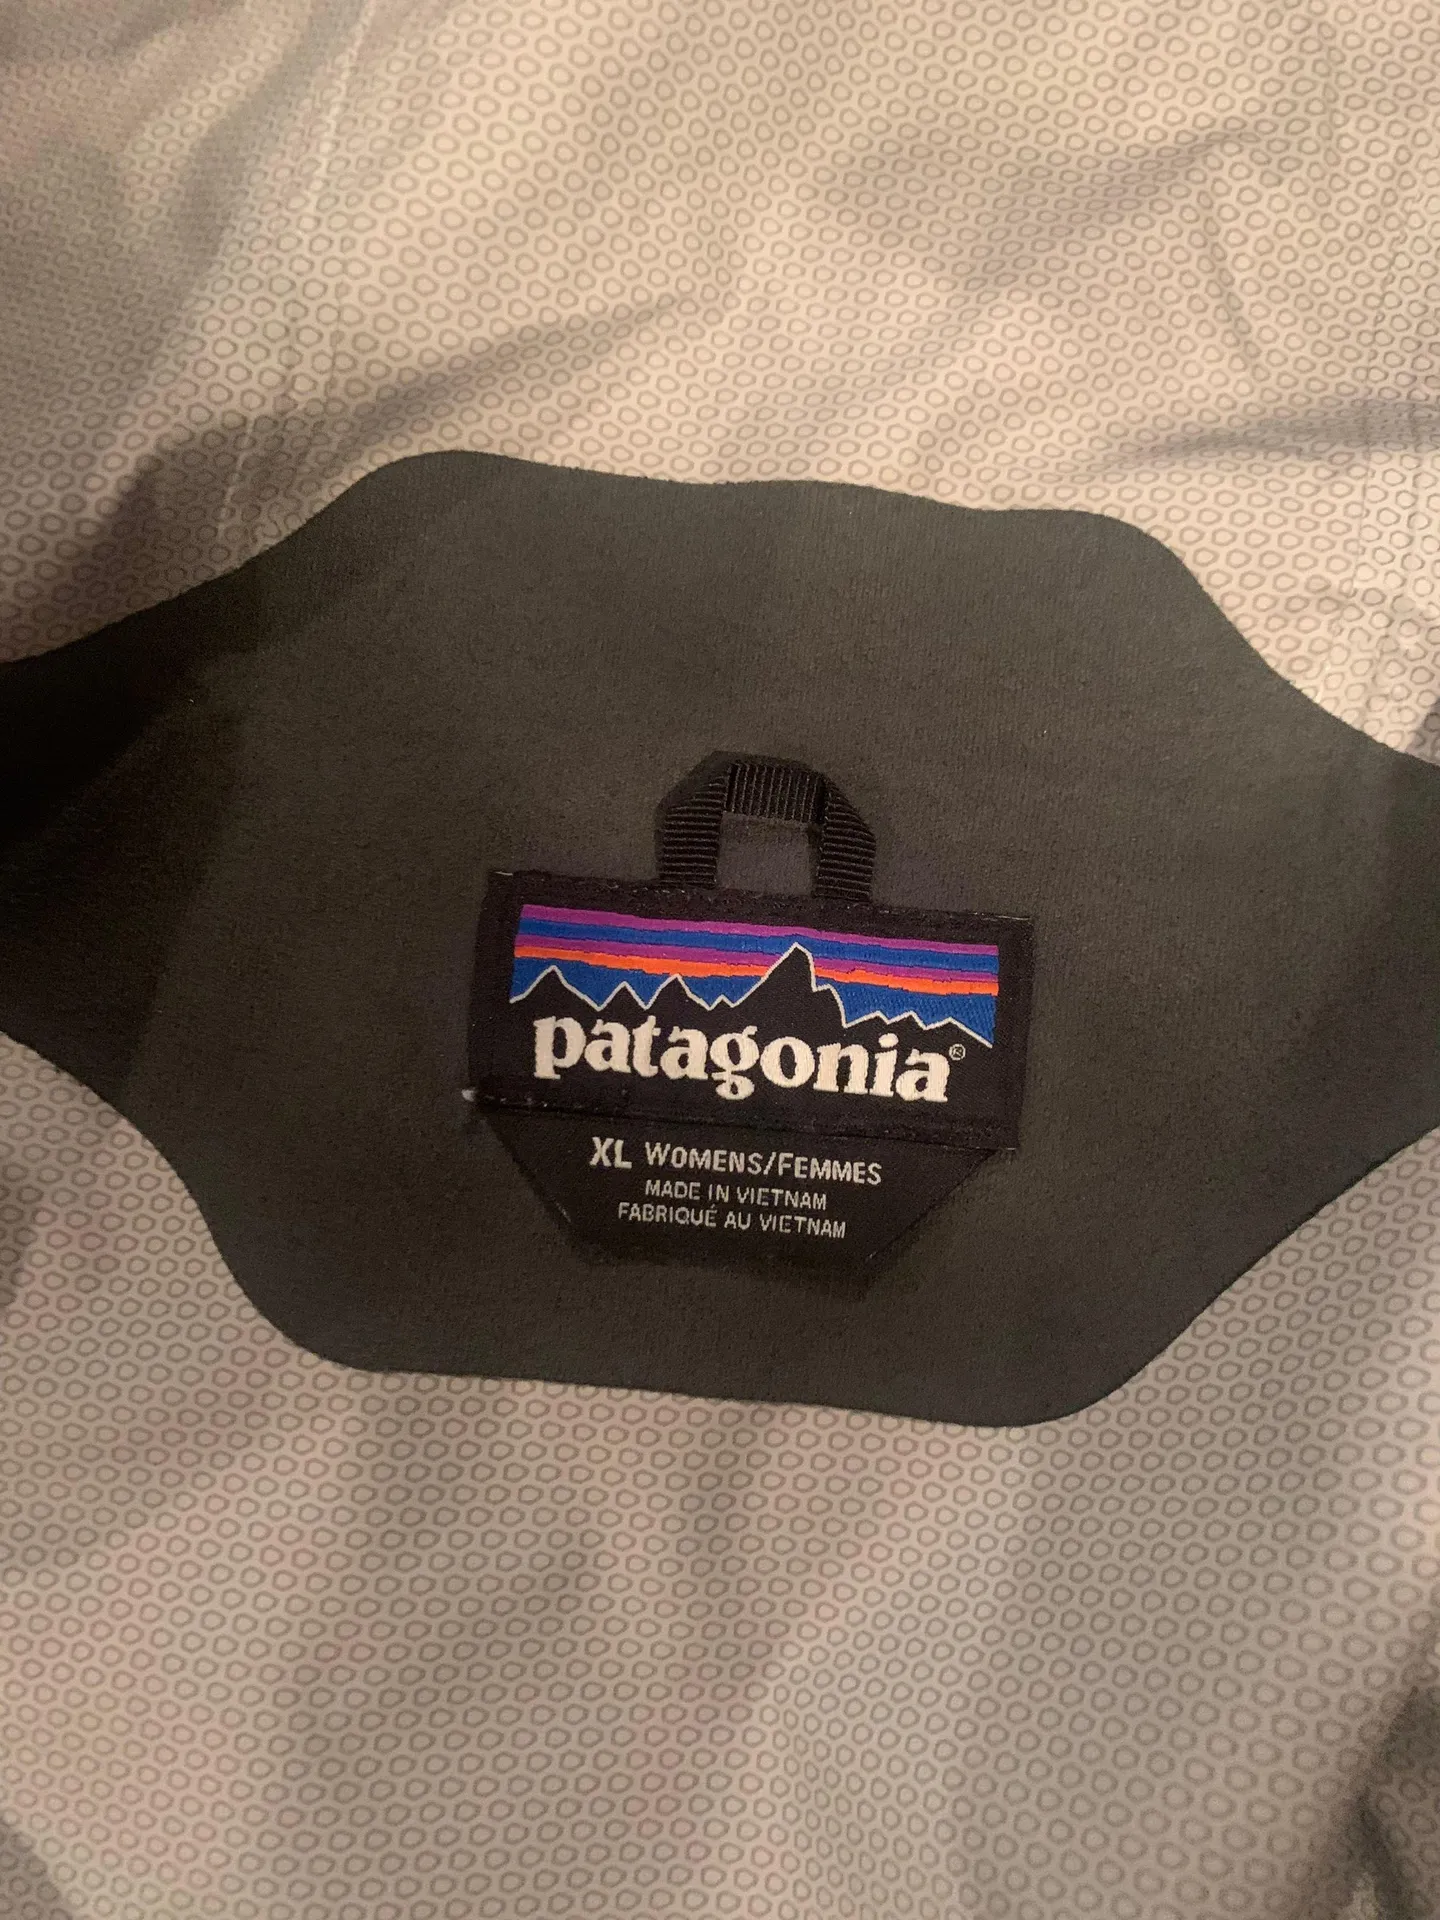 patagonia®
XL WOMENS/FEMMES
MADE IN VIETNAM
FABRIQUÉ AU VIETNAM